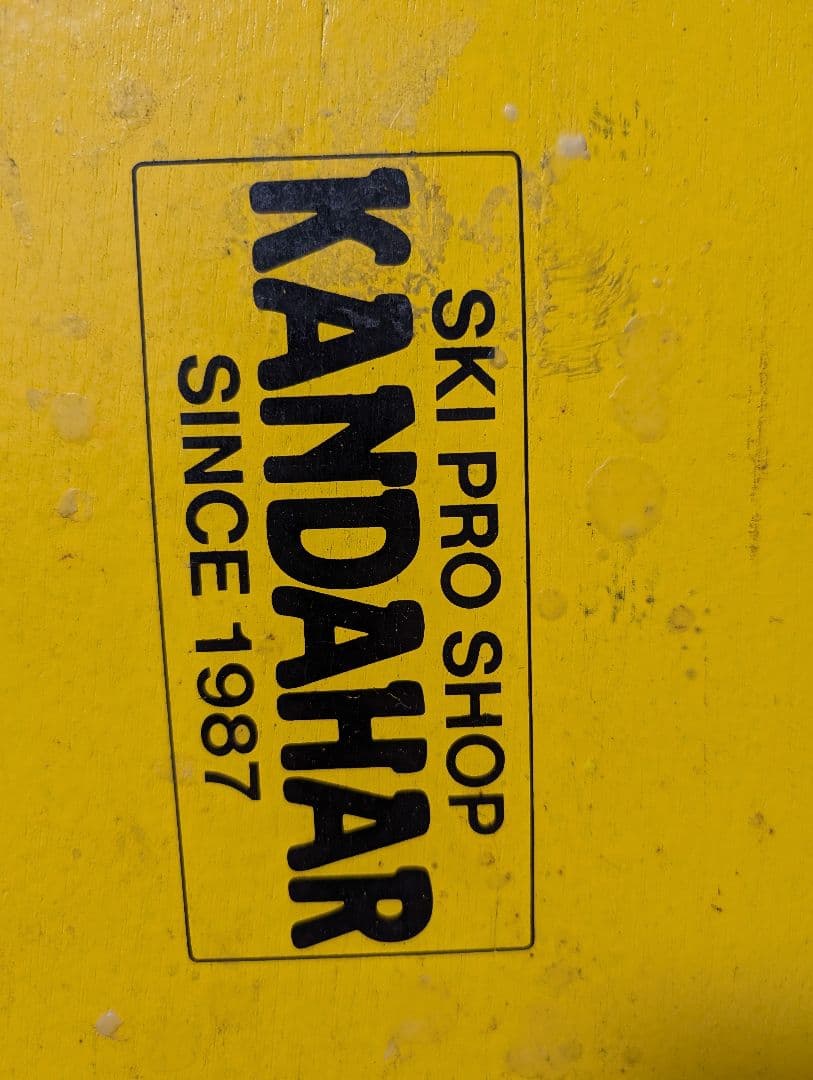 SKI PRO SHOP
KANDAHAR
SINCE 1987